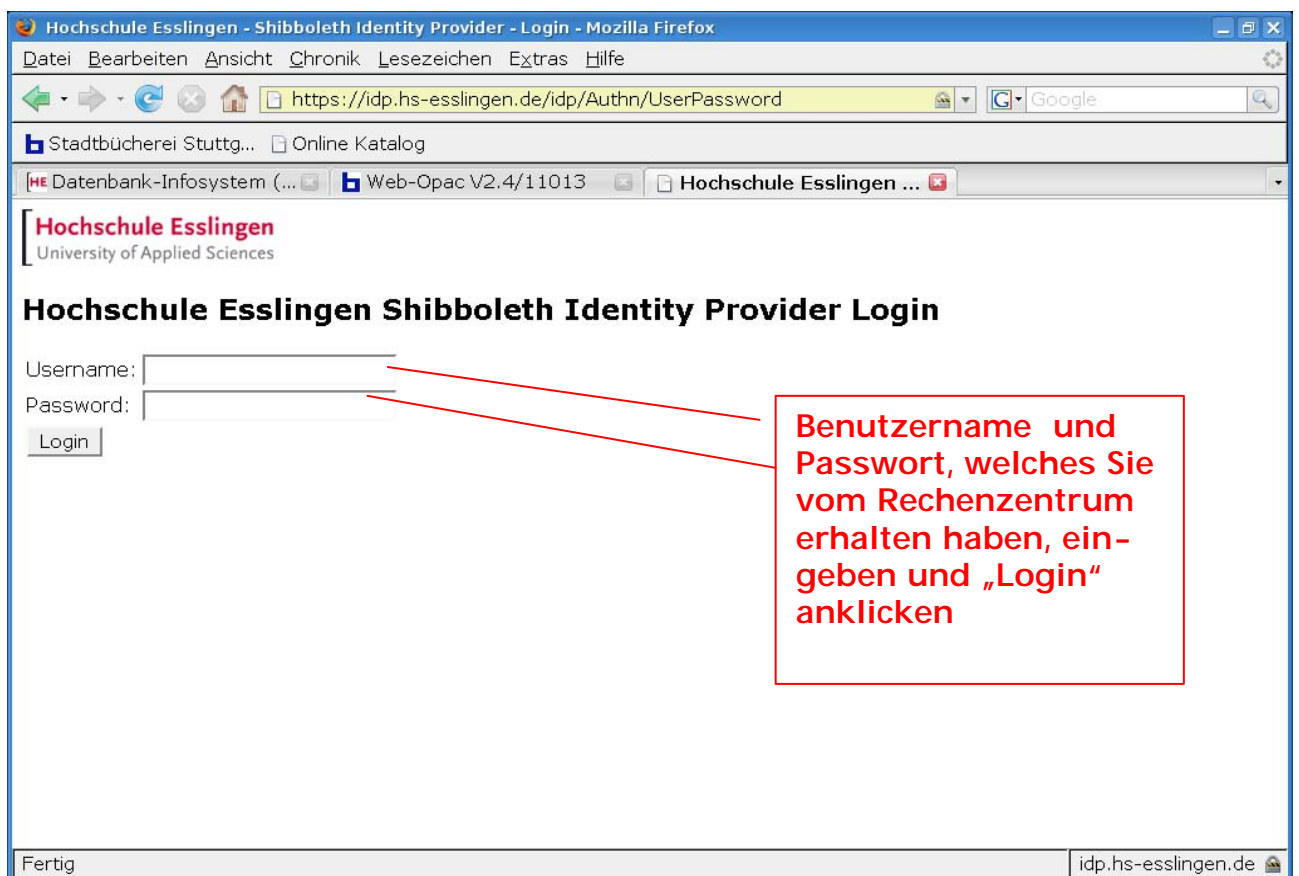 Hochschule Esslingen - Shibboleth Identity Provider - Login - Mozilla Firefox
Datei Bearbeiten Ansicht Chronik Lesezeichen Extras Hilfe
https://idp.hs-esslingen.de/idp/Authn/UserPassword
G Google
Stadtbücherei Stuttg... Online Katalog
HE Datenbank-Infosystem (... Web-Opac V2.4/11013 Hochschule Esslingen ...
Hochschule Esslingen
University of Applied Sciences
Hochschule Esslingen Shibboleth Identity Provider Login
Username:
Password:
Login
Benutzername und
Passwort, welches Sie
vom Rechenzentrum
erhalten haben, ein-
geben und „Login“
anklicken
Fertig
idp.hs-esslingen.de